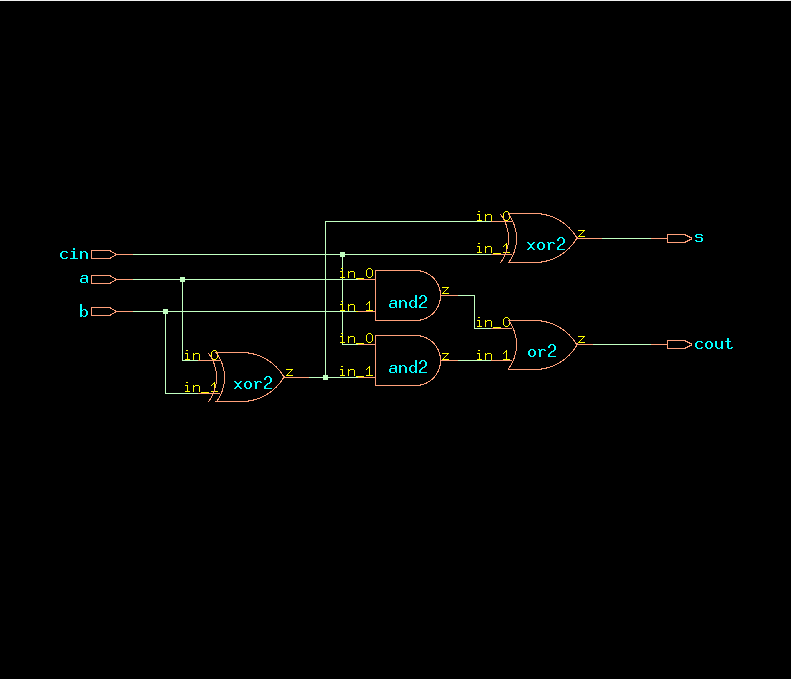 in_0
z
s
xor2
in_1
cin
in_0
a
z
and2
in_1
b
in_0
z
cout
or2
in_1
in_0
z
and2
in_1
in_0
z
xor2
in_1